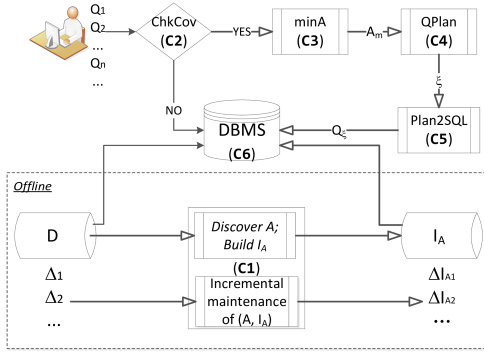 Q1
Q2
...
Qn
...
ChkCov
(C2)
YES
minA
(C3)
Am
QPlan
(C4)
ξ
NO
Plan2SQL
(C5)
Qξ
DBMS
(C6)
Offline
D
Discover A;
Build IA
(C1)
IA
Δ1
Δ2
...
Incremental
maintenance
of (A, IA)
ΔIA1
ΔIA2
...